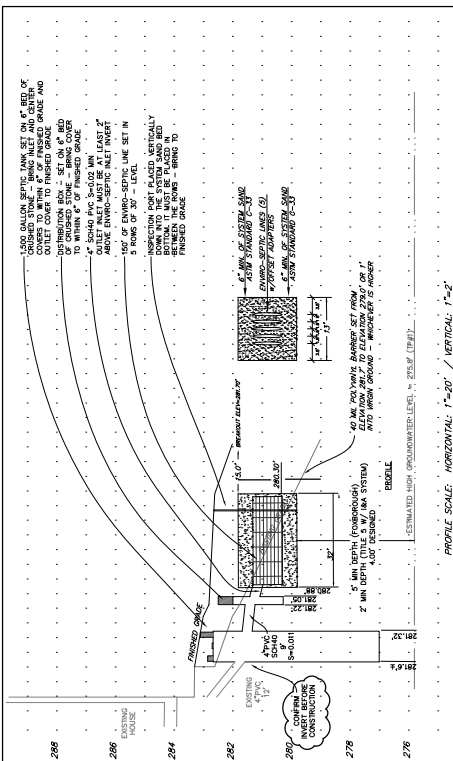 1,500 GALLON SEPTIC TANK SET ON 6" BED OF
CRUSHED STONE - BRING INLET AND CENTER
COVERS TO WITHIN 6" OF FINISHED GRADE AND
OUTLET COVER TO FINISHED GRADE
DISTRIBUTION BOX - SET ON 6" BED
OF CRUSHED STONE - BRING COVER
TO WITHIN 6" OF FINISHED GRADE
4" SCH40 PVC S=0.02 MIN
OUTLET INLET MUST BE AT LEAST 2"
ABOVE ENVIRO-SEPTIC INLET INVERT
150' OF ENVIRO-SEPTIC LINE SET IN
5 ROWS OF 30' - LEVEL
INSPECTION PORT PLACED VERTICALLY
DOWN INTO THE SYSTEM SAND BED
BOTTOM. IT MUST BE PLACED IN
BETWEEN THE ROWS - BRING TO
FINISHED GRADE
288
286
284
282
280
278
276
EXISTING
HOUSE
FINISHED GRADE
EXISTING
4"PVC
12'
CONFIRM
INVERT BEFORE
CONSTRUCTION
4"PVC
SCH40
9'
S=0.011
281.6'±
281.32'
281.22'
281.05'
280.88'
15.0'
BREAKOUT ELEV=281.70'
280.30'
32'
5' MIN DEPTH (FOXBOROUGH)
2' MIN DEPTH (TITLE 5 W/ I&A SYSTEM)
4.00' DESIGNED
PROFILE
6" MIN. OF SYSTEM SAND
ASTM STANDARD C-33
ENVIRO-SEPTIC LINES (5)
w/OFFSET ADAPTERS
6" MIN. OF SYSTEM SAND
ASTM STANDARD C-33
13'
40 MIL POLYVINYL BARRIER SET FROM
ELEVATION 281.7' TO ELEVATION 279.0' OR 1'
INTO VIRGIN GROUND - WHICHEVER IS HIGHER
ESTIMATED HIGH GROUNDWATER LEVEL = 275.8' (TP#1)
PROFILE SCALE: HORIZONTAL: 1"=20' / VERTICAL: 1"=2'